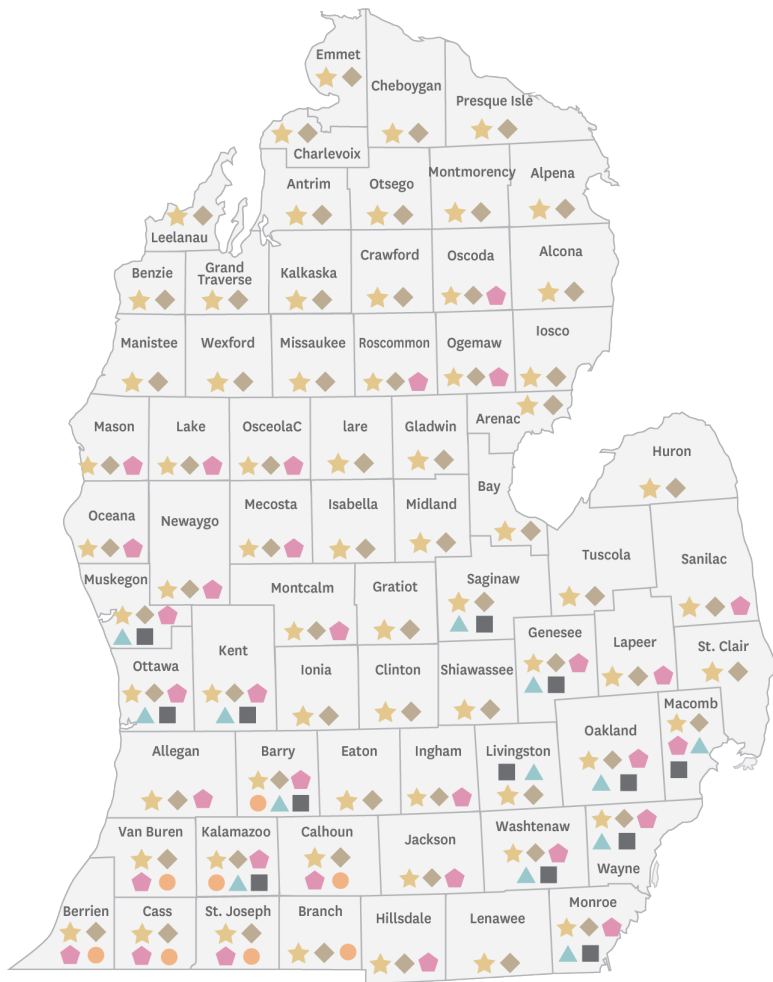 Emmet
Cheboygan
Presque Isle
Charlevoix
Antrim
Otsego
Montmorency
Alpena
Leelanau
Benzie
Grand
Traverse
Kalkaska
Crawford
Oscoda
Alcona
Manistee
Wexford
Missaukee
Roscommon
Ogemaw
Iosco
Mason
Lake
OsceolaC
lare
Gladwin
Arenac
Huron
Oceana
Newaygo
Mecosta
Isabella
Midland
Bay
Tuscola
Sanilac
Muskegon
Montcalm
Gratiot
Saginaw
Ottawa
Kent
Ionia
Clinton
Shiawassee
Genesee
Lapeer
St. Clair
Allegan
Barry
Eaton
Ingham
Livingston
Oakland
Macomb
Van Buren
Kalamazoo
Calhoun
Jackson
Washtenaw
Wayne
Berrien
Cass
St. Joseph
Branch
Hillsdale
Lenawee
Monroe